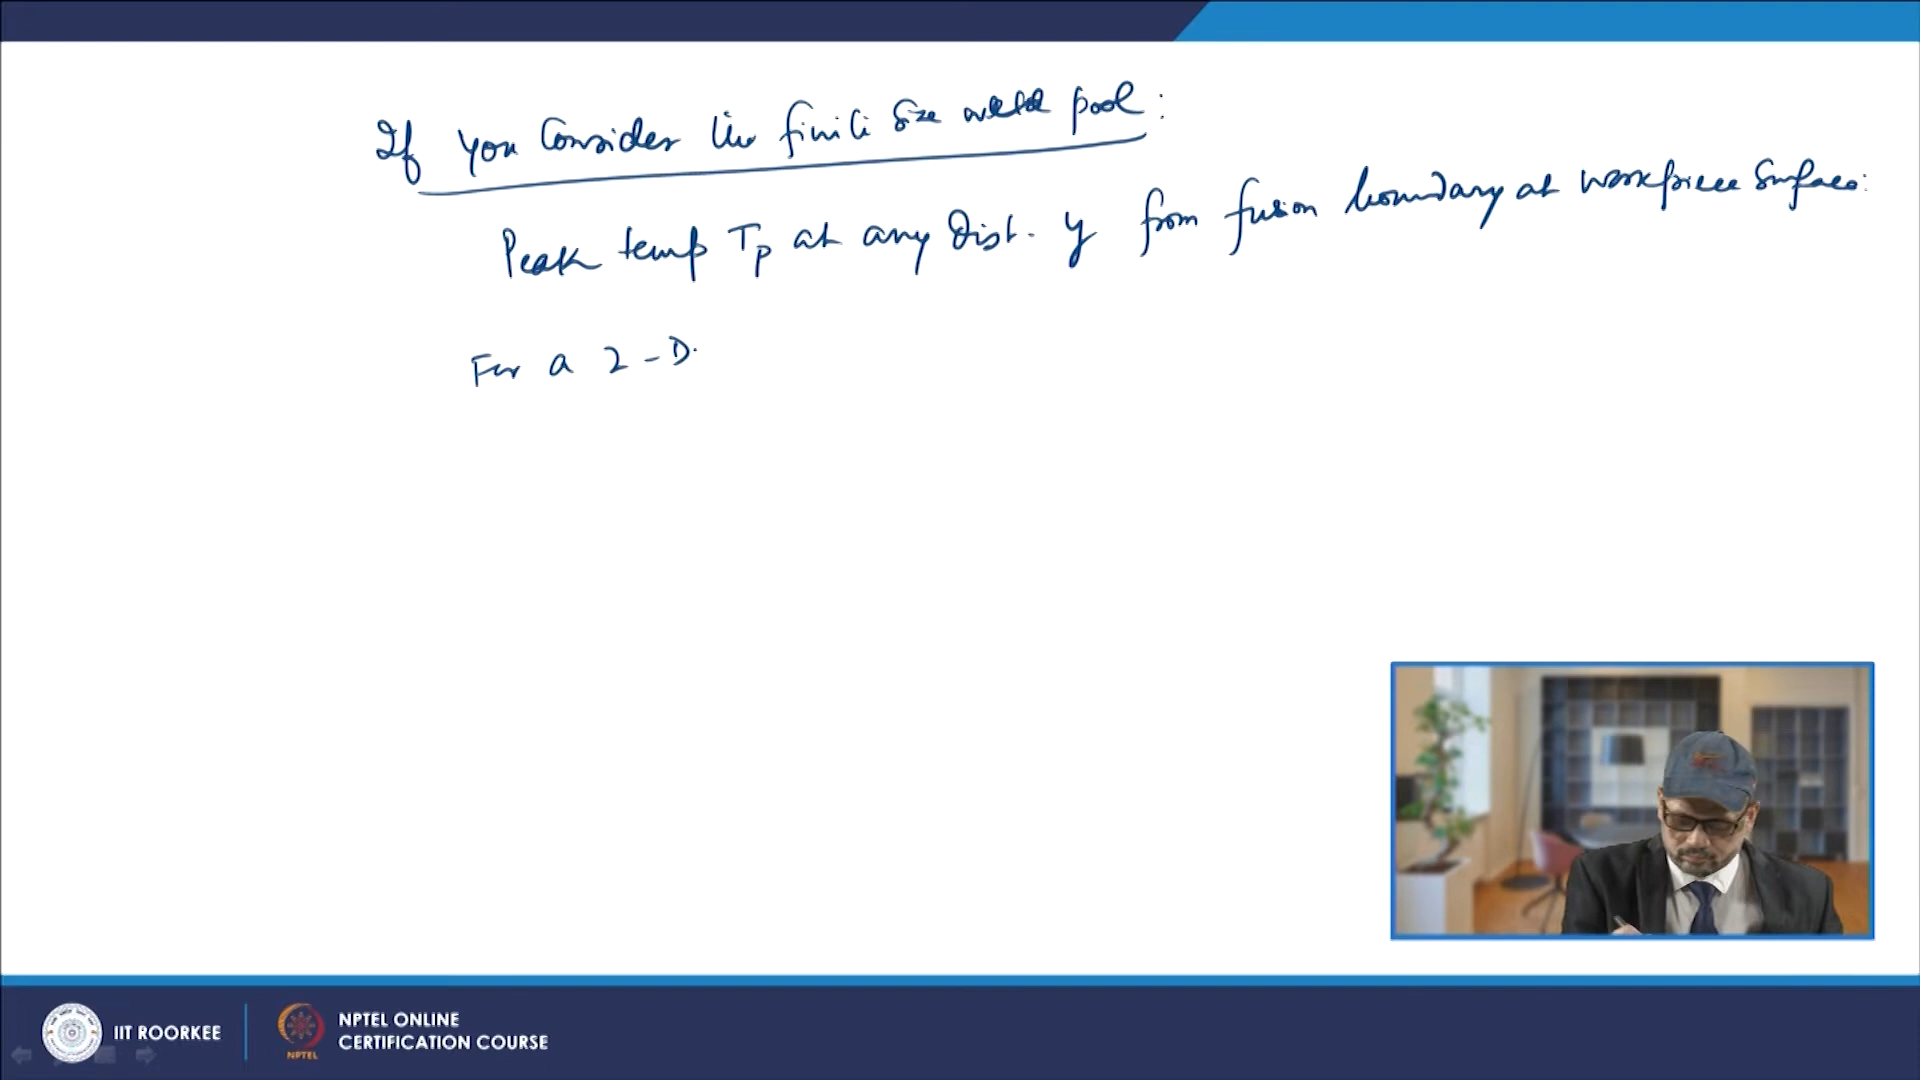 If you Consider the finite size weld pool:
Peak temp Tp at any Dist. y from fusion boundary at workpiece Surface:
For a 2-D.
IIT ROORKEE
NPTEL
NPTEL ONLINE
CERTIFICATION COURSE